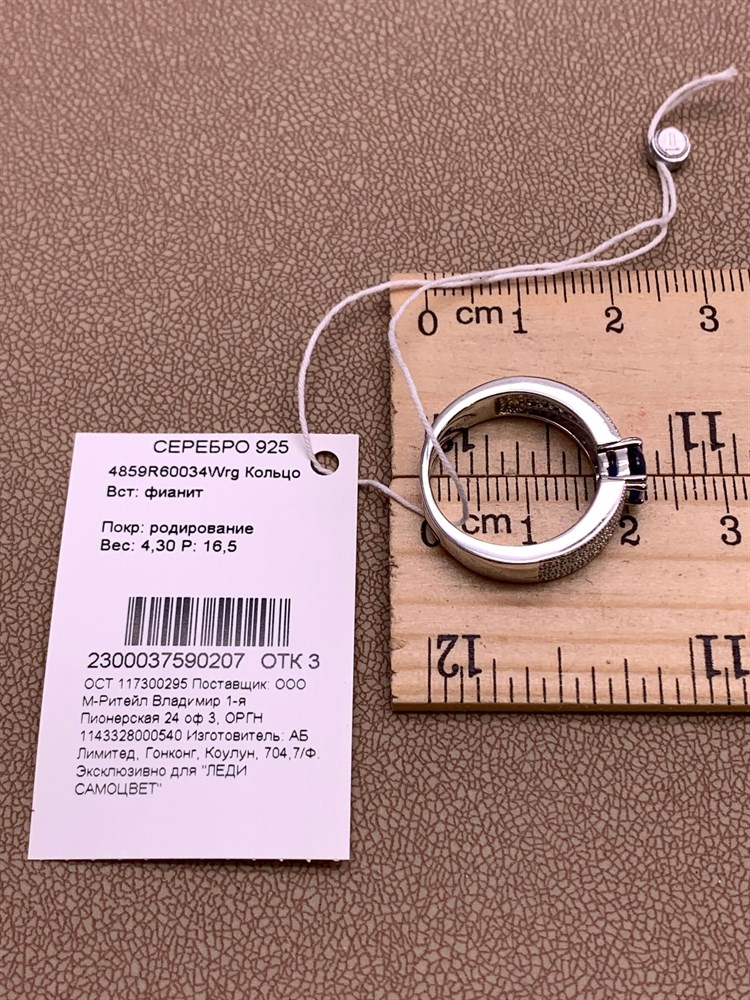 0 cm 1 2 3
11
0 cm 1 2 3
12 11
СЕРЕБРО 925
4859R60034Wrg Кольцо
Вст: фианит
Покр: родирование
Вес: 4,30 Р: 16,5
2300037590207 ОТК 3
ОСТ 117300295 Поставщик: ООО
М-Ритейл Владимир 1-я
Пионерская 24 оф 3, ОРГН
1143328000540 Изготовитель: АБ
Лимитед, Гонконг, Коулун, 704,7/Ф.
Эксклюзивно для "ЛЕДИ
САМОЦВЕТ"